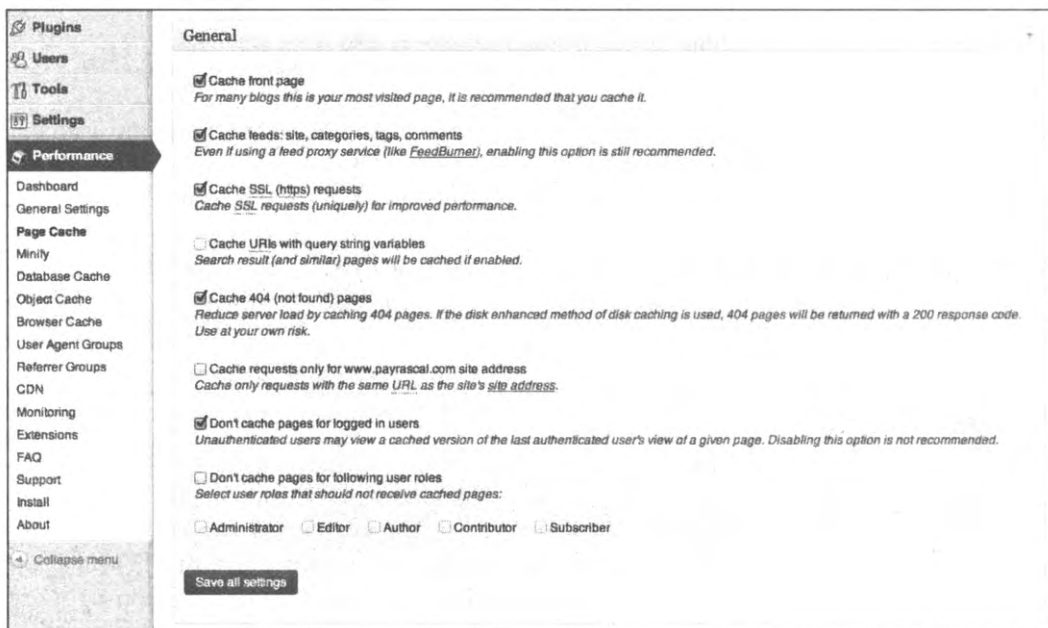 Plugins
Users
Tools
Settings
Performance
Dashboard
General Settings
Page Cache
Minify
Database Cache
Object Cache
Browser Cache
User Agent Groups
Referrer Groups
CDN
Monitoring
Extensions
FAQ
Support
Install
About
Collapse menu
General
Cache front page
For many blogs this is your most visited page, it is recommended that you cache it.
Cache feeds: site, categories, tags, comments
Even if using a feed proxy service (like FeedBurner), enabling this option is still recommended.
Cache SSL (https) requests
Cache SSL requests (uniquely) for improved performance.
Cache URIs with query string variables
Search result (and similar) pages will be cached if enabled.
Cache 404 (not found) pages
Reduce server load by caching 404 pages. If the disk enhanced method of disk caching is used, 404 pages will be returned with a 200 response code.
Use at your own risk.
Cache requests only for www.payrascal.com site address
Cache only requests with the same URL as the site's site address.
Don't cache pages for logged in users
Unauthenticated users may view a cached version of the last authenticated user's view of a given page. Disabling this option is not recommended.
Don't cache pages for following user roles
Select user roles that should not receive cached pages:
Administrator Editor Author Contributor Subscriber
Save all settings